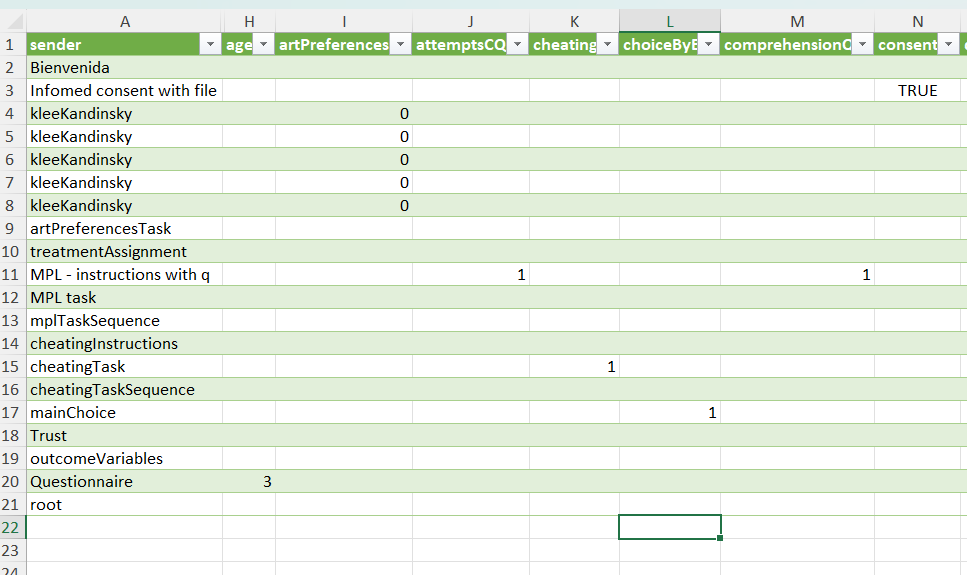 A H I J K L M N
1 sender age artPreferences attemptsCQ cheating choiceByE comprehensionC consent
2 Bienvenida
3 Infomed consent with file TRUE
4 kleeKandinsky 0
5 kleeKandinsky 0
6 kleeKandinsky 0
7 kleeKandinsky 0
8 kleeKandinsky 0
9 artPreferencesTask
10 treatmentAssignment
11 MPL - instructions with q 1 1
12 MPL task
13 mplTaskSequence
14 cheatingInstructions
15 cheatingTask 1
16 cheatingTaskSequence
17 mainChoice 1
18 Trust
19 outcomeVariables
20 Questionnaire 3
21 root
22
23
24